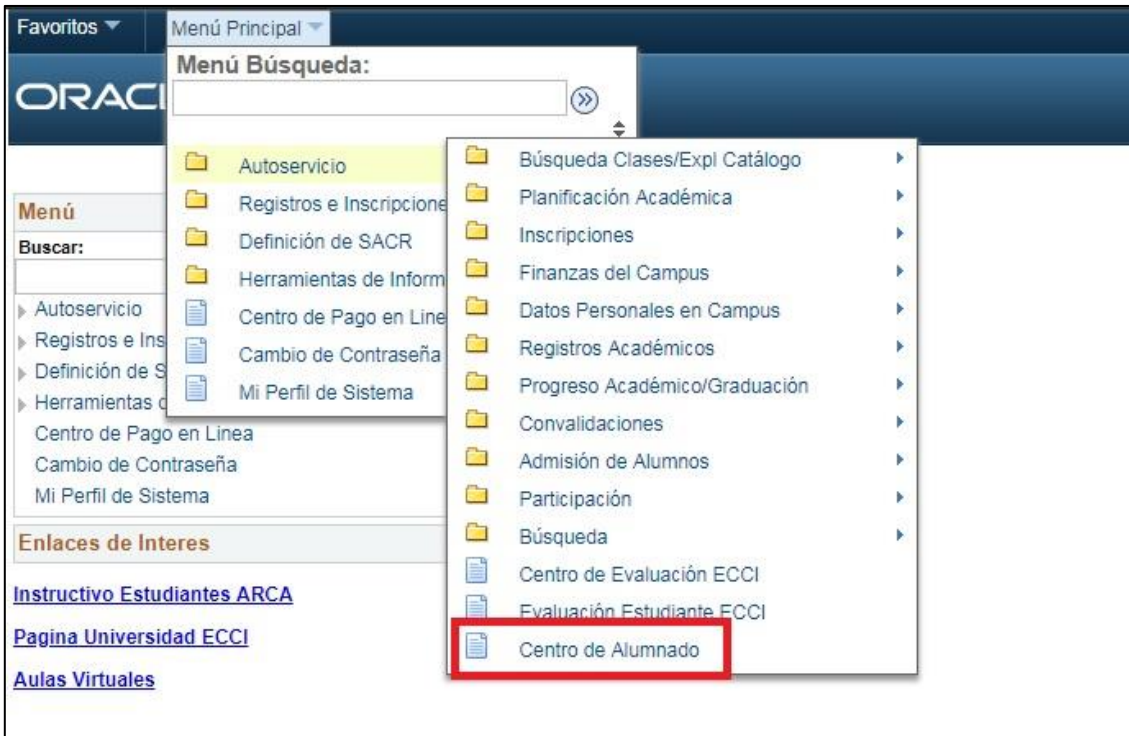 Favoritos
Menú Principal
Menú Búsqueda:
ORACL
Autoservicio
Registros e Inscripcione
Definición de SACR
Herramientas de Inform
Centro de Pago en Line
Cambio de Contraseña
Mi Perfil de Sistema
Búsqueda Clases/Expl Catálogo
Planificación Académica
Inscripciones
Finanzas del Campus
Datos Personales en Campus
Registros Académicos
Progreso Académico/Graduación
Convalidaciones
Admisión de Alumnos
Participación
Búsqueda
Centro de Evaluación ECCI
Evaluación Estudiante ECCI
Centro de Alumnado
Menú
Buscar:
Autoservicio
Registros e Ins
Definición de S
Herramientas d
Centro de Pago en Linea
Cambio de Contraseña
Mi Perfil de Sistema
Enlaces de Interes
Instructivo Estudiantes ARCA
Pagina Universidad ECCI
Aulas Virtuales